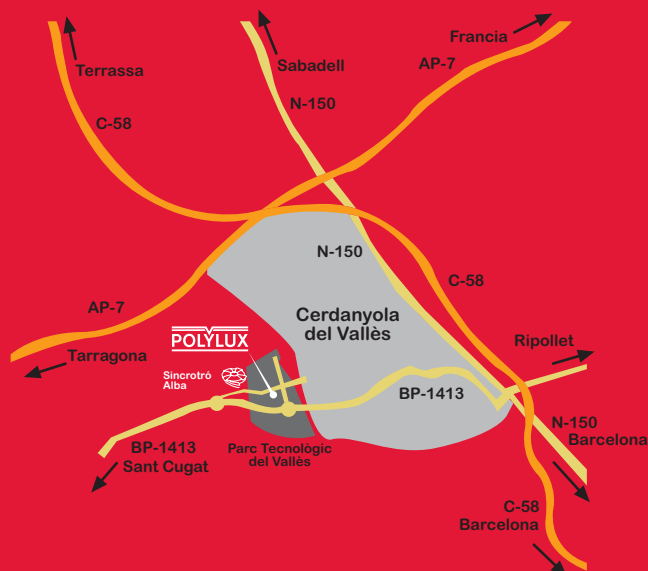 Francia
AP-7
Terrassa
Sabadell
N-150
C-58
N-150
C-58
AP-7
Cerdanyola
del Vallès
POLYLUX
Ripollet
Tarragona
Sincrotró
Alba
BP-1413
N-150
Barcelona
BP-1413
Sant Cugat
Parc Tecnològic
del Vallès
C-58
Barcelona